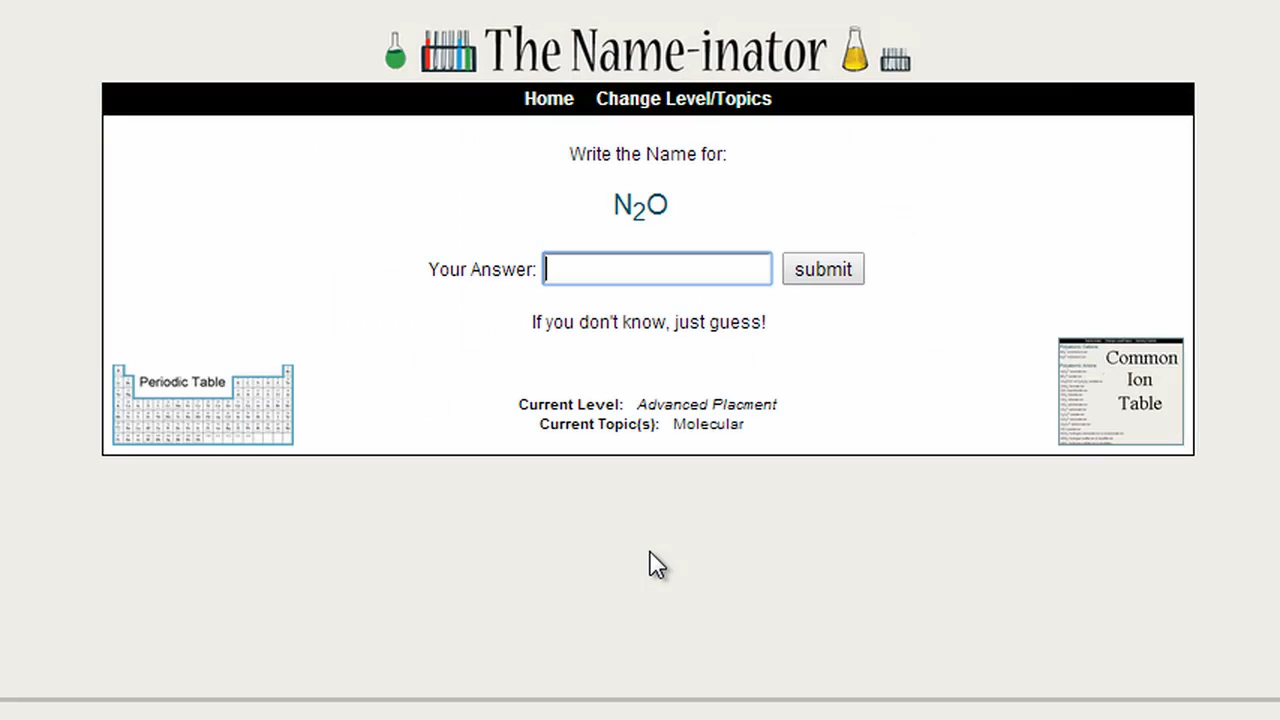 The Name-inator
Home Change Level/Topics
Write the Name for:
N₂O
Your Answer: submit
If you don't know, just guess!
Periodic Table
Common
Ion
Table
Current Level: Advanced Placment
Current Topic(s): Molecular